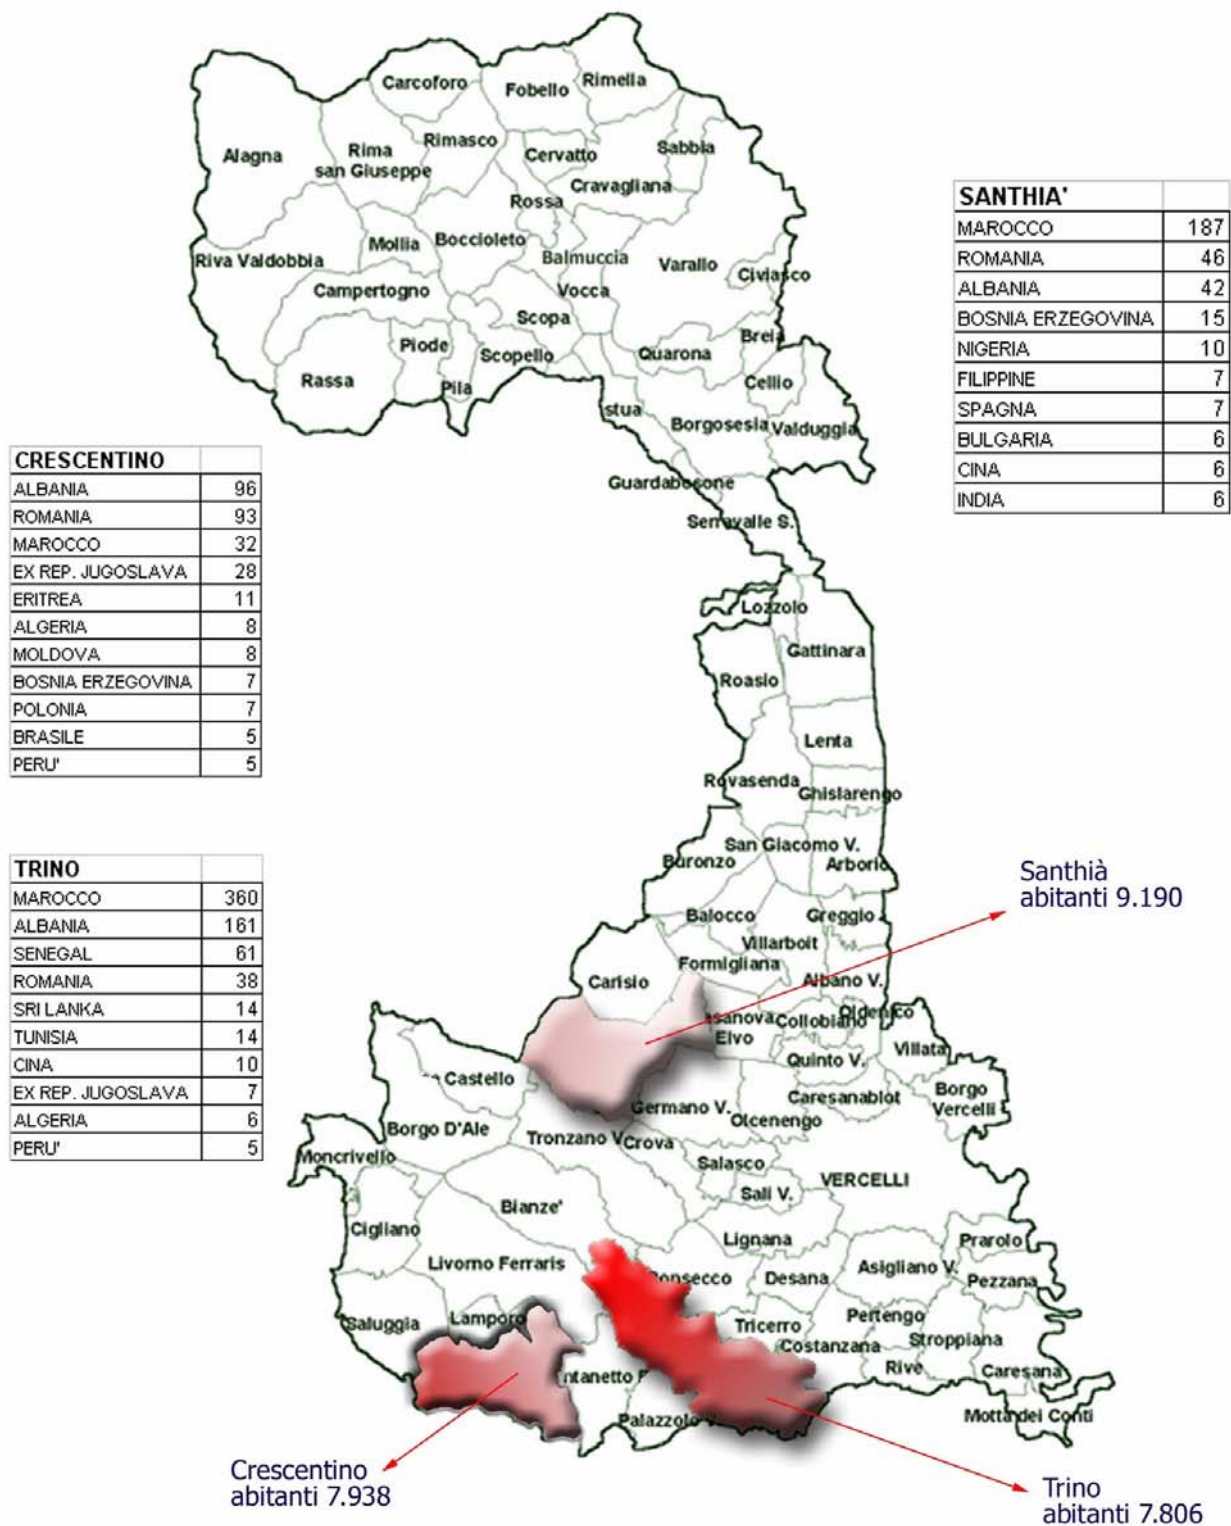 Carcoforo
Fobello
Rimella
Alagna
Rima
san Giuseppe
Rimasco
Cervatto
Sabbia
Cravagliana
Rossa
Riva Valdobbia
Mollia
Boccioleto
Balmuccia
Varallo
Civiasco
Campertogno
Vocca
Scopa
Piode
Scopello
Quarona
Breia
Rassa
Pila
Cellio
stua
Borgosesia
Valduggia
Guardabosone
Serravalle S.
SANTHIA'
MAROCCO 187
ROMANIA 46
ALBANIA 42
BOSNIA ERZEGOVINA 15
NIGERIA 10
FILIPPINE 7
SPAGNA 7
BULGARIA 6
CINA 6
INDIA 6
CRESCENTINO
ALBANIA 96
ROMANIA 93
MAROCCO 32
EX REP. JUGOSLAVA 28
ERITREA 11
ALGERIA 8
MOLDOVA 8
BOSNIA ERZEGOVINA 7
POLONIA 7
BRASILE 5
PERU' 5
Lozzolo
Gattinara
Roasio
Lenta
Rovasenda
Ghislarengo
San Giacomo V.
Buronzo
Arborio
TRINO
MAROCCO 360
ALBANIA 161
SENEGAL 61
ROMANIA 38
SRI LANKA 14
TUNISIA 14
CINA 10
EX REP. JUGOSLAVA 7
ALGERIA 6
PERU' 5
Santhià
abitanti 9.190
Balocco
Greggio
Villarboit
Formigliana
Carisio
Albano V.
asanova
Elvo
Collobiano
Oldenico
Quinto V.
Villata
Castello
Caresanablot
Borgo
Vercelli
Germano V.
Olcenengo
Borgo D'Ale
Tronzano V
Crova
Moncrivello
Salasco
VERCELLI
Sali V.
Bianze'
Cigliano
Lignana
Prarolo
Livorno Ferraris
onsecco
Desana
Asigliano V.
Pezzana
Saluggia
Lamporo
Tricerro
Pertengo
Costanzana
Stroppiana
ntanetto
Rive
Caresana
Palazzolo
Motta dei Conti
Crescentino
abitanti 7.938
Trino
abitanti 7.806